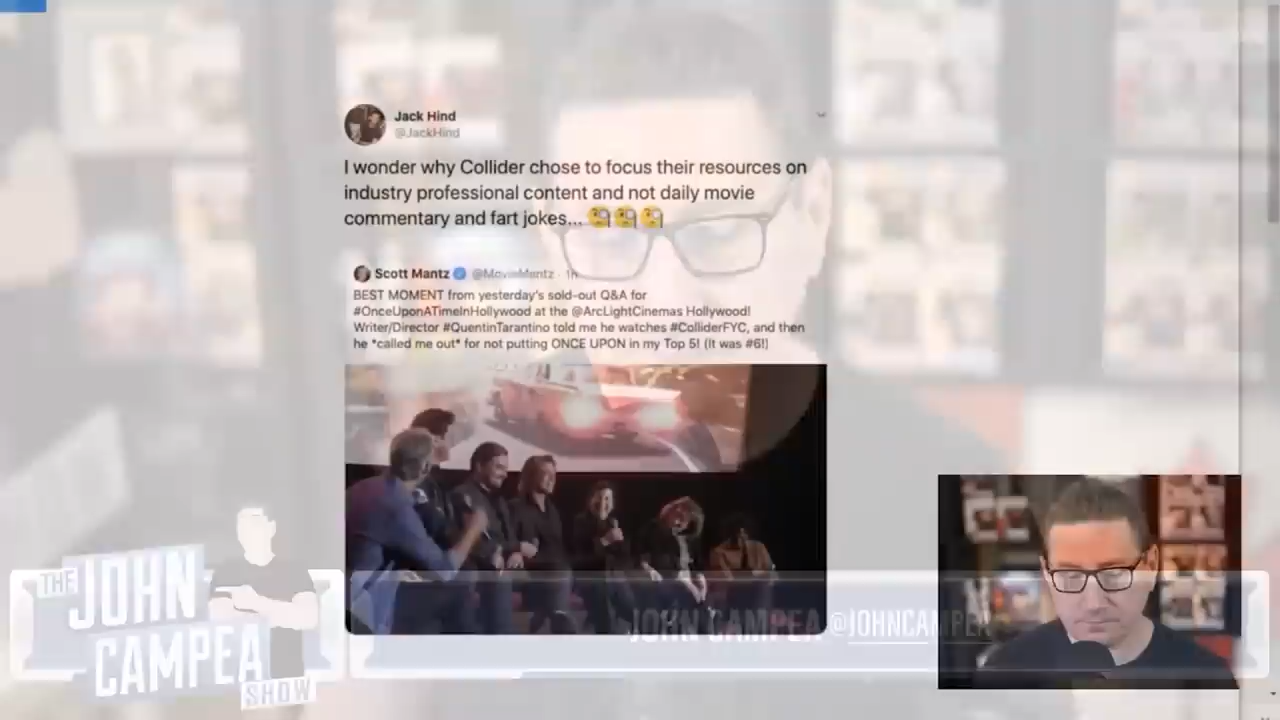 Jack Hind
@JackHind
I wonder why Collider chose to focus their resources on
industry professional content and not daily movie
commentary and fart jokes... 🧐🧐🧐
Scott Mantz @MovieMantz · 1h
BEST MOMENT from yesterday's sold-out Q&A for
#OnceUponATimeInHollywood at the @ArcLightCinemas Hollywood!
Writer/Director #QuentinTarantino told me he watches #ColliderFYC, and then
he *called me out* for not putting ONCE UPON in my Top 5! (It was #6!)
THE
JOHN
CAMPEA
SHOW
JOHN CAMPEA @JOHNCAMPEA